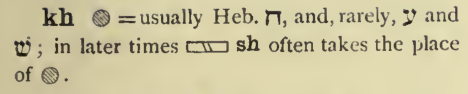 kh 𓐍 = usually Heb. ח, and, rarely, ע and
שׁ; in later times 𓈙 sh often takes the place
of 𓐍.